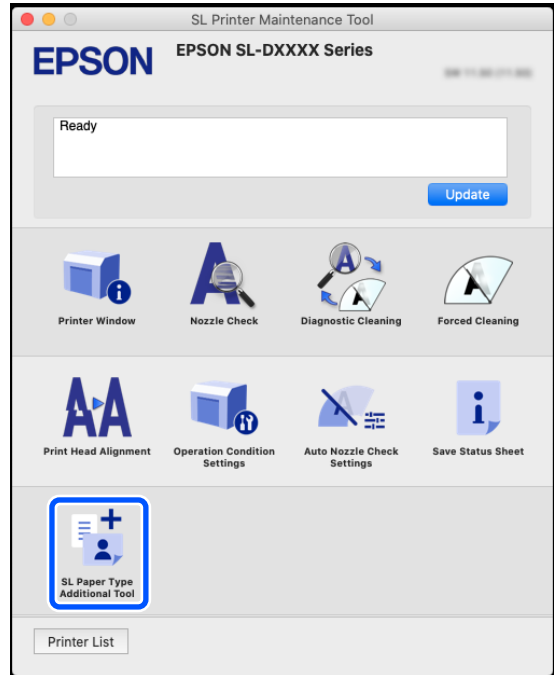 SL Printer Maintenance Tool
EPSON
EPSON SL-DXXXX Series
Ready
Update
Printer Window
Nozzle Check
Diagnostic Cleaning
Forced Cleaning
Print Head Alignment
Operation Condition
Settings
Auto Nozzle Check
Settings
Save Status Sheet
SL Paper Type
Additional Tool
Printer List